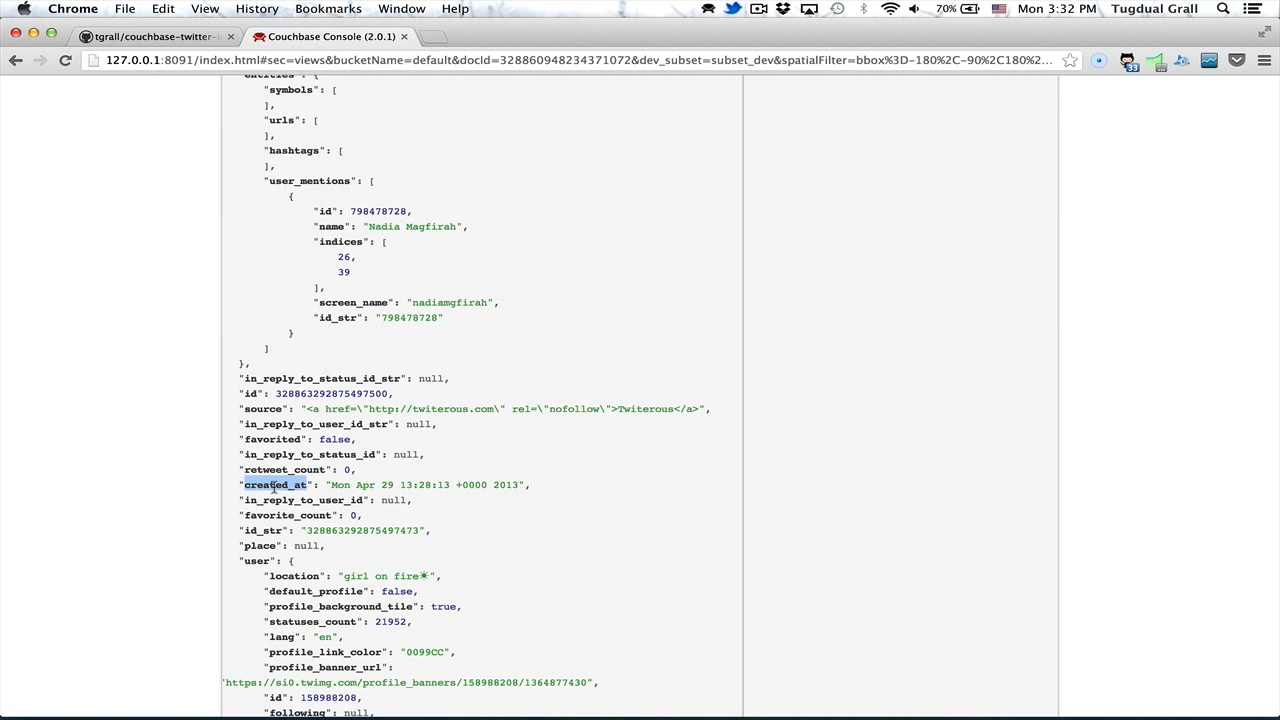 Chrome File Edit View History Bookmarks Window Help 70% Mon 3:32 PM Tugdual Grall
tgrall/couchbase-twitter-i
Couchbase Console (2.0.1)
127.0.0.1:8091/index.html#sec=views&bucketName=default&docId=328860948234371072&dev_subset=subset_dev&spatialFilter=bbox%3D-180%2C-90%2C180%2...
33
"entities": {
"symbols": [
],
"urls": [
],
"hashtags": [
],
"user_mentions": [
{
"id": 798478728,
"name": "Nadia Magfirah",
"indices": [
26,
39
],
"screen_name": "nadiamgfirah",
"id_str": "798478728"
}
]
},
"in_reply_to_status_id_str": null,
"id": 328863292875497500,
"source": "<a href=\"http://twiterous.com\" rel=\"nofollow\">Twiterous</a>",
"in_reply_to_user_id_str": null,
"favorited": false,
"in_reply_to_status_id": null,
"retweet_count": 0,
"created_at": "Mon Apr 29 13:28:13 +0000 2013",
"in_reply_to_user_id": null,
"favorite_count": 0,
"id_str": "328863292875497473",
"place": null,
"user": {
"location": "girl on fire☀",
"default_profile": false,
"profile_background_tile": true,
"statuses_count": 21952,
"lang": "en",
"profile_link_color": "0099CC",
"profile_banner_url":
"https://si0.twimg.com/profile_banners/158988208/1364877430",
"id": 158988208,
"following": null,